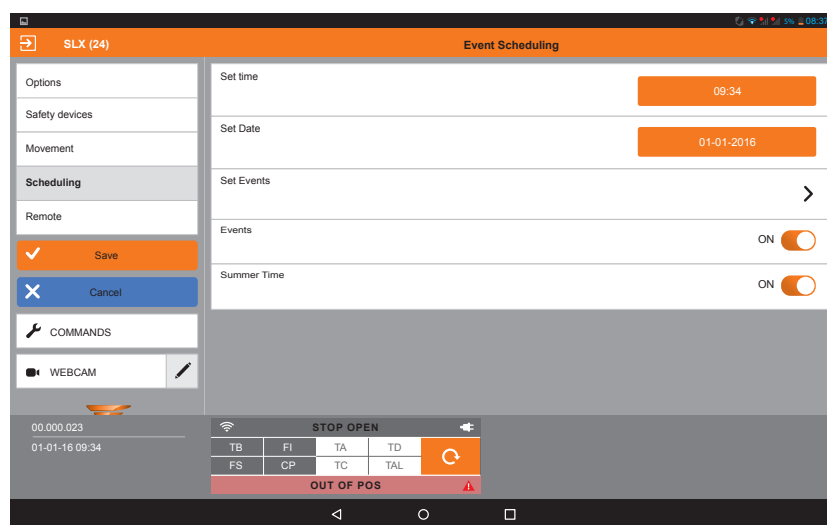 5% 08:37
SLX (24)
Event Scheduling
Options
Safety devices
Movement
Scheduling
Remote
Save
Cancel
COMMANDS
WEBCAM
Set time
09:34
Set Date
01-01-2016
Set Events
Events
ON
Summer Time
ON
00.000.023
01-01-16 09:34
STOP OPEN
TB FI TA TD
FS CP TC TAL
OUT OF POS